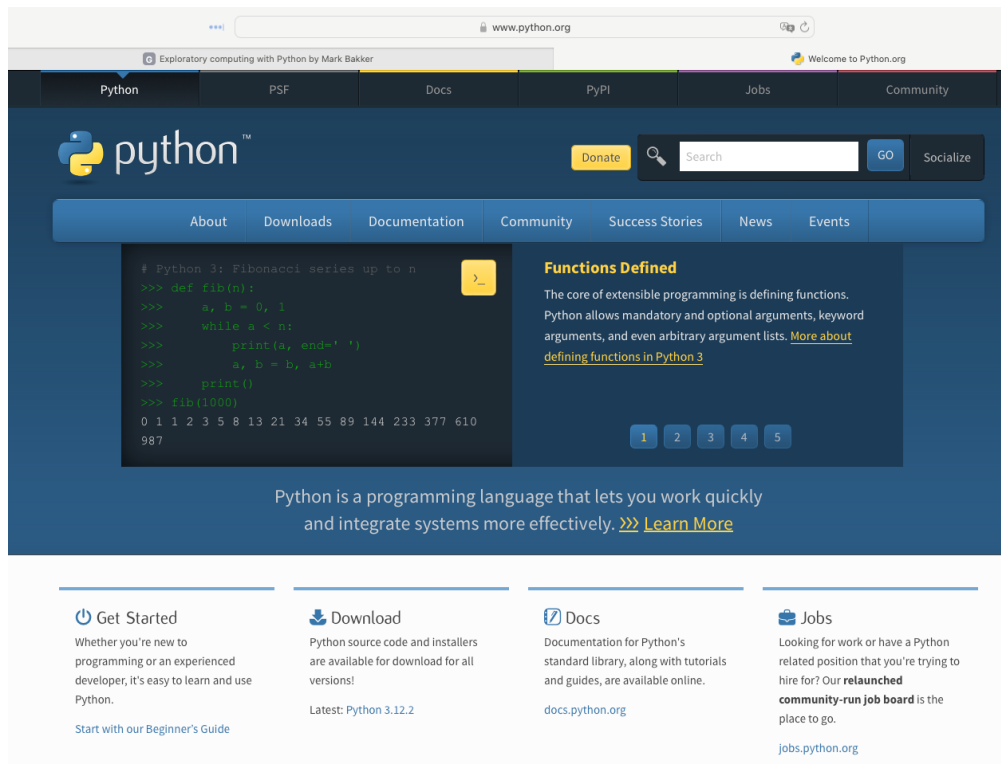 www.python.org
G Exploratory computing with Python by Mark Bakker
Welcome to Python.org
Python PSF Docs PyPI Jobs Community
python™
Donate Search GO Socialize
About Downloads Documentation Community Success Stories News Events
# Python 3: Fibonacci series up to n
>>> def fib(n):
>>>     a, b = 0, 1
>>>     while a < n:
>>>         print(a, end=' ')
>>>         a, b = b, a+b
>>>     print()
>>> fib(1000)
0 1 1 2 3 5 8 13 21 34 55 89 144 233 377 610
987
>_
Functions Defined
The core of extensible programming is defining functions.
Python allows mandatory and optional arguments, keyword
arguments, and even arbitrary argument lists. More about
defining functions in Python 3
1 2 3 4 5
Python is a programming language that lets you work quickly
and integrate systems more effectively. >>> Learn More
Get Started
Whether you're new to
programming or an experienced
developer, it's easy to learn and use
Python.
Start with our Beginner's Guide
Download
Python source code and installers
are available for download for all
versions!
Latest: Python 3.12.2
Docs
Documentation for Python's
standard library, along with tutorials
and guides, are available online.
docs.python.org
Jobs
Looking for work or have a Python
related position that you're trying to
hire for? Our relaunched
community-run job board is the
place to go.
jobs.python.org